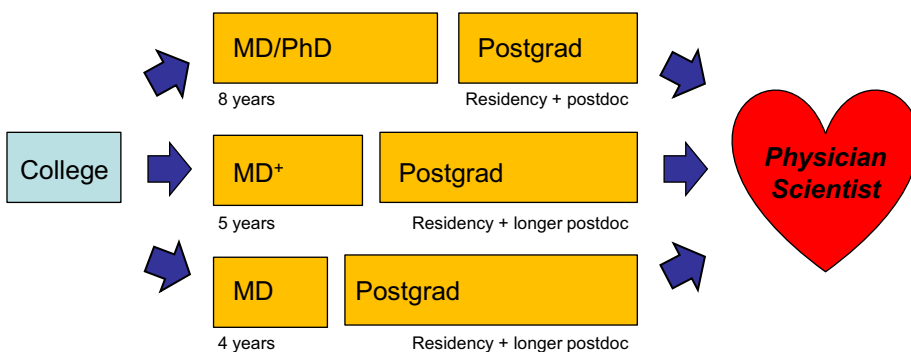 MD/PhD
Postgrad
8 years
Residency + postdoc
College
MD⁺
Postgrad
Physician
Scientist
5 years
Residency + longer postdoc
MD
Postgrad
4 years
Residency + longer postdoc